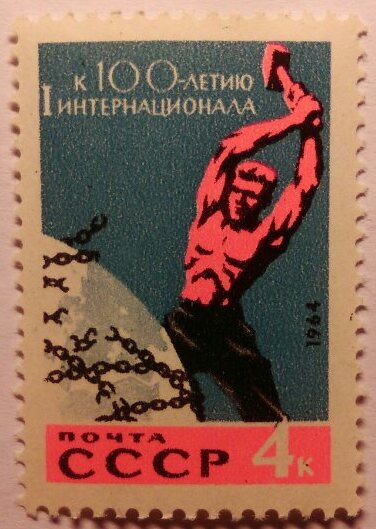 К 100-ЛЕТИЮ
I ИНТЕРНАЦИОНАЛА
1964
ПОЧТА
СССР 4К